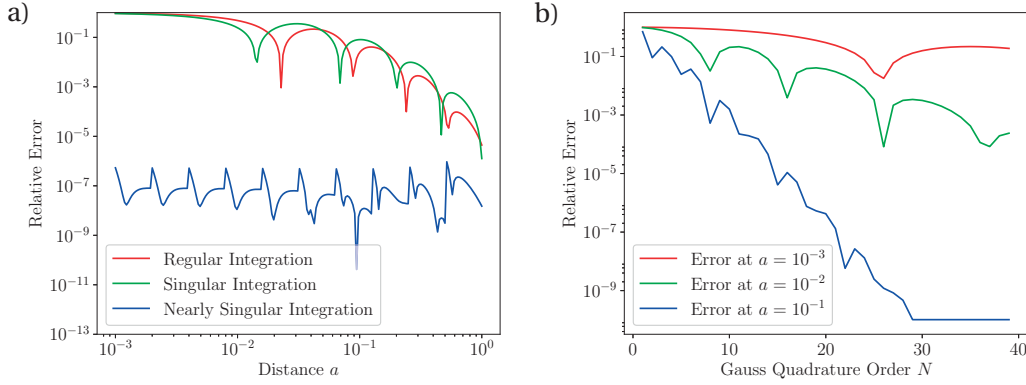 a)
Relative Error
10⁻¹
10⁻³
10⁻⁵
10⁻⁷
10⁻⁹
10⁻¹¹
10⁻¹³
Regular Integration
Singular Integration
Nearly Singular Integration
10⁻³ 10⁻² 10⁻¹ 10⁰
Distance a
b)
Relative Error
10⁻¹
10⁻³
10⁻⁵
10⁻⁷
10⁻⁹
Error at a = 10⁻³
Error at a = 10⁻²
Error at a = 10⁻¹
0 10 20 30 40
Gauss Quadrature Order N